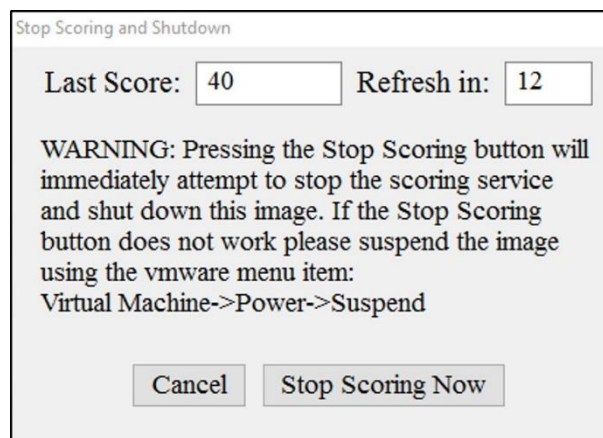 Stop Scoring and Shutdown
Last Score: 40 Refresh in: 12
WARNING: Pressing the Stop Scoring button will
immediately attempt to stop the scoring service
and shut down this image. If the Stop Scoring
button does not work please suspend the image
using the vmware menu item:
Virtual Machine->Power->Suspend
Cancel Stop Scoring Now